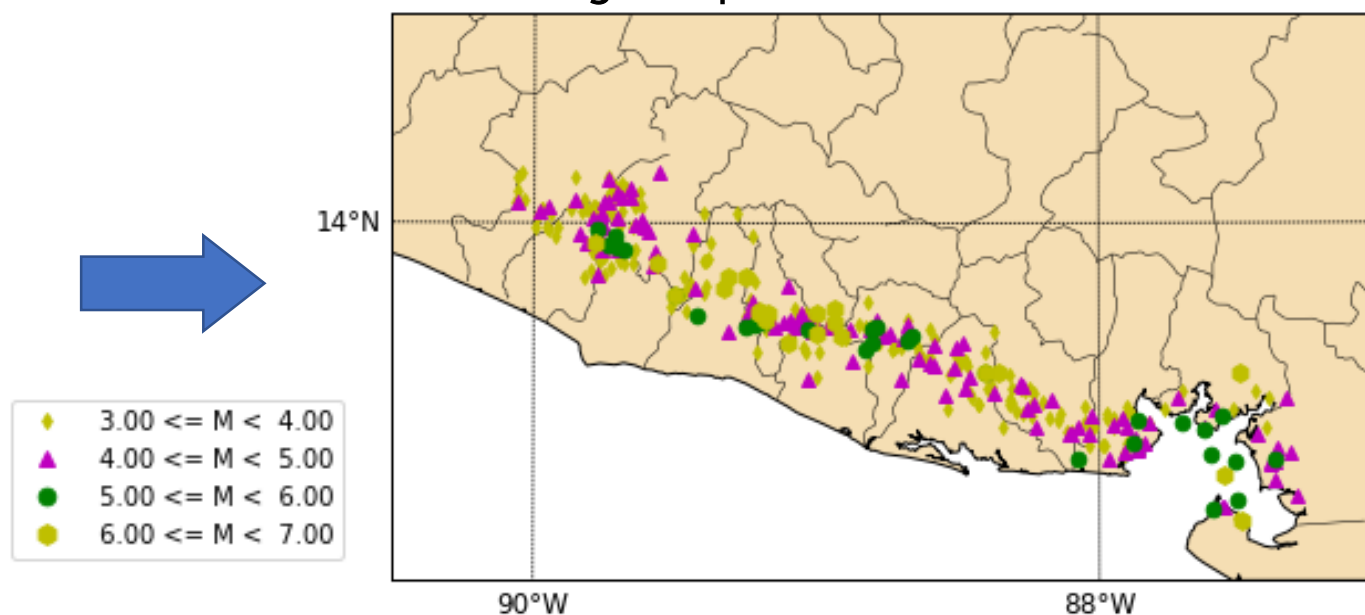 14°N
3.00 <= M < 4.00
4.00 <= M < 5.00
5.00 <= M < 6.00
6.00 <= M < 7.00
90°W
88°W